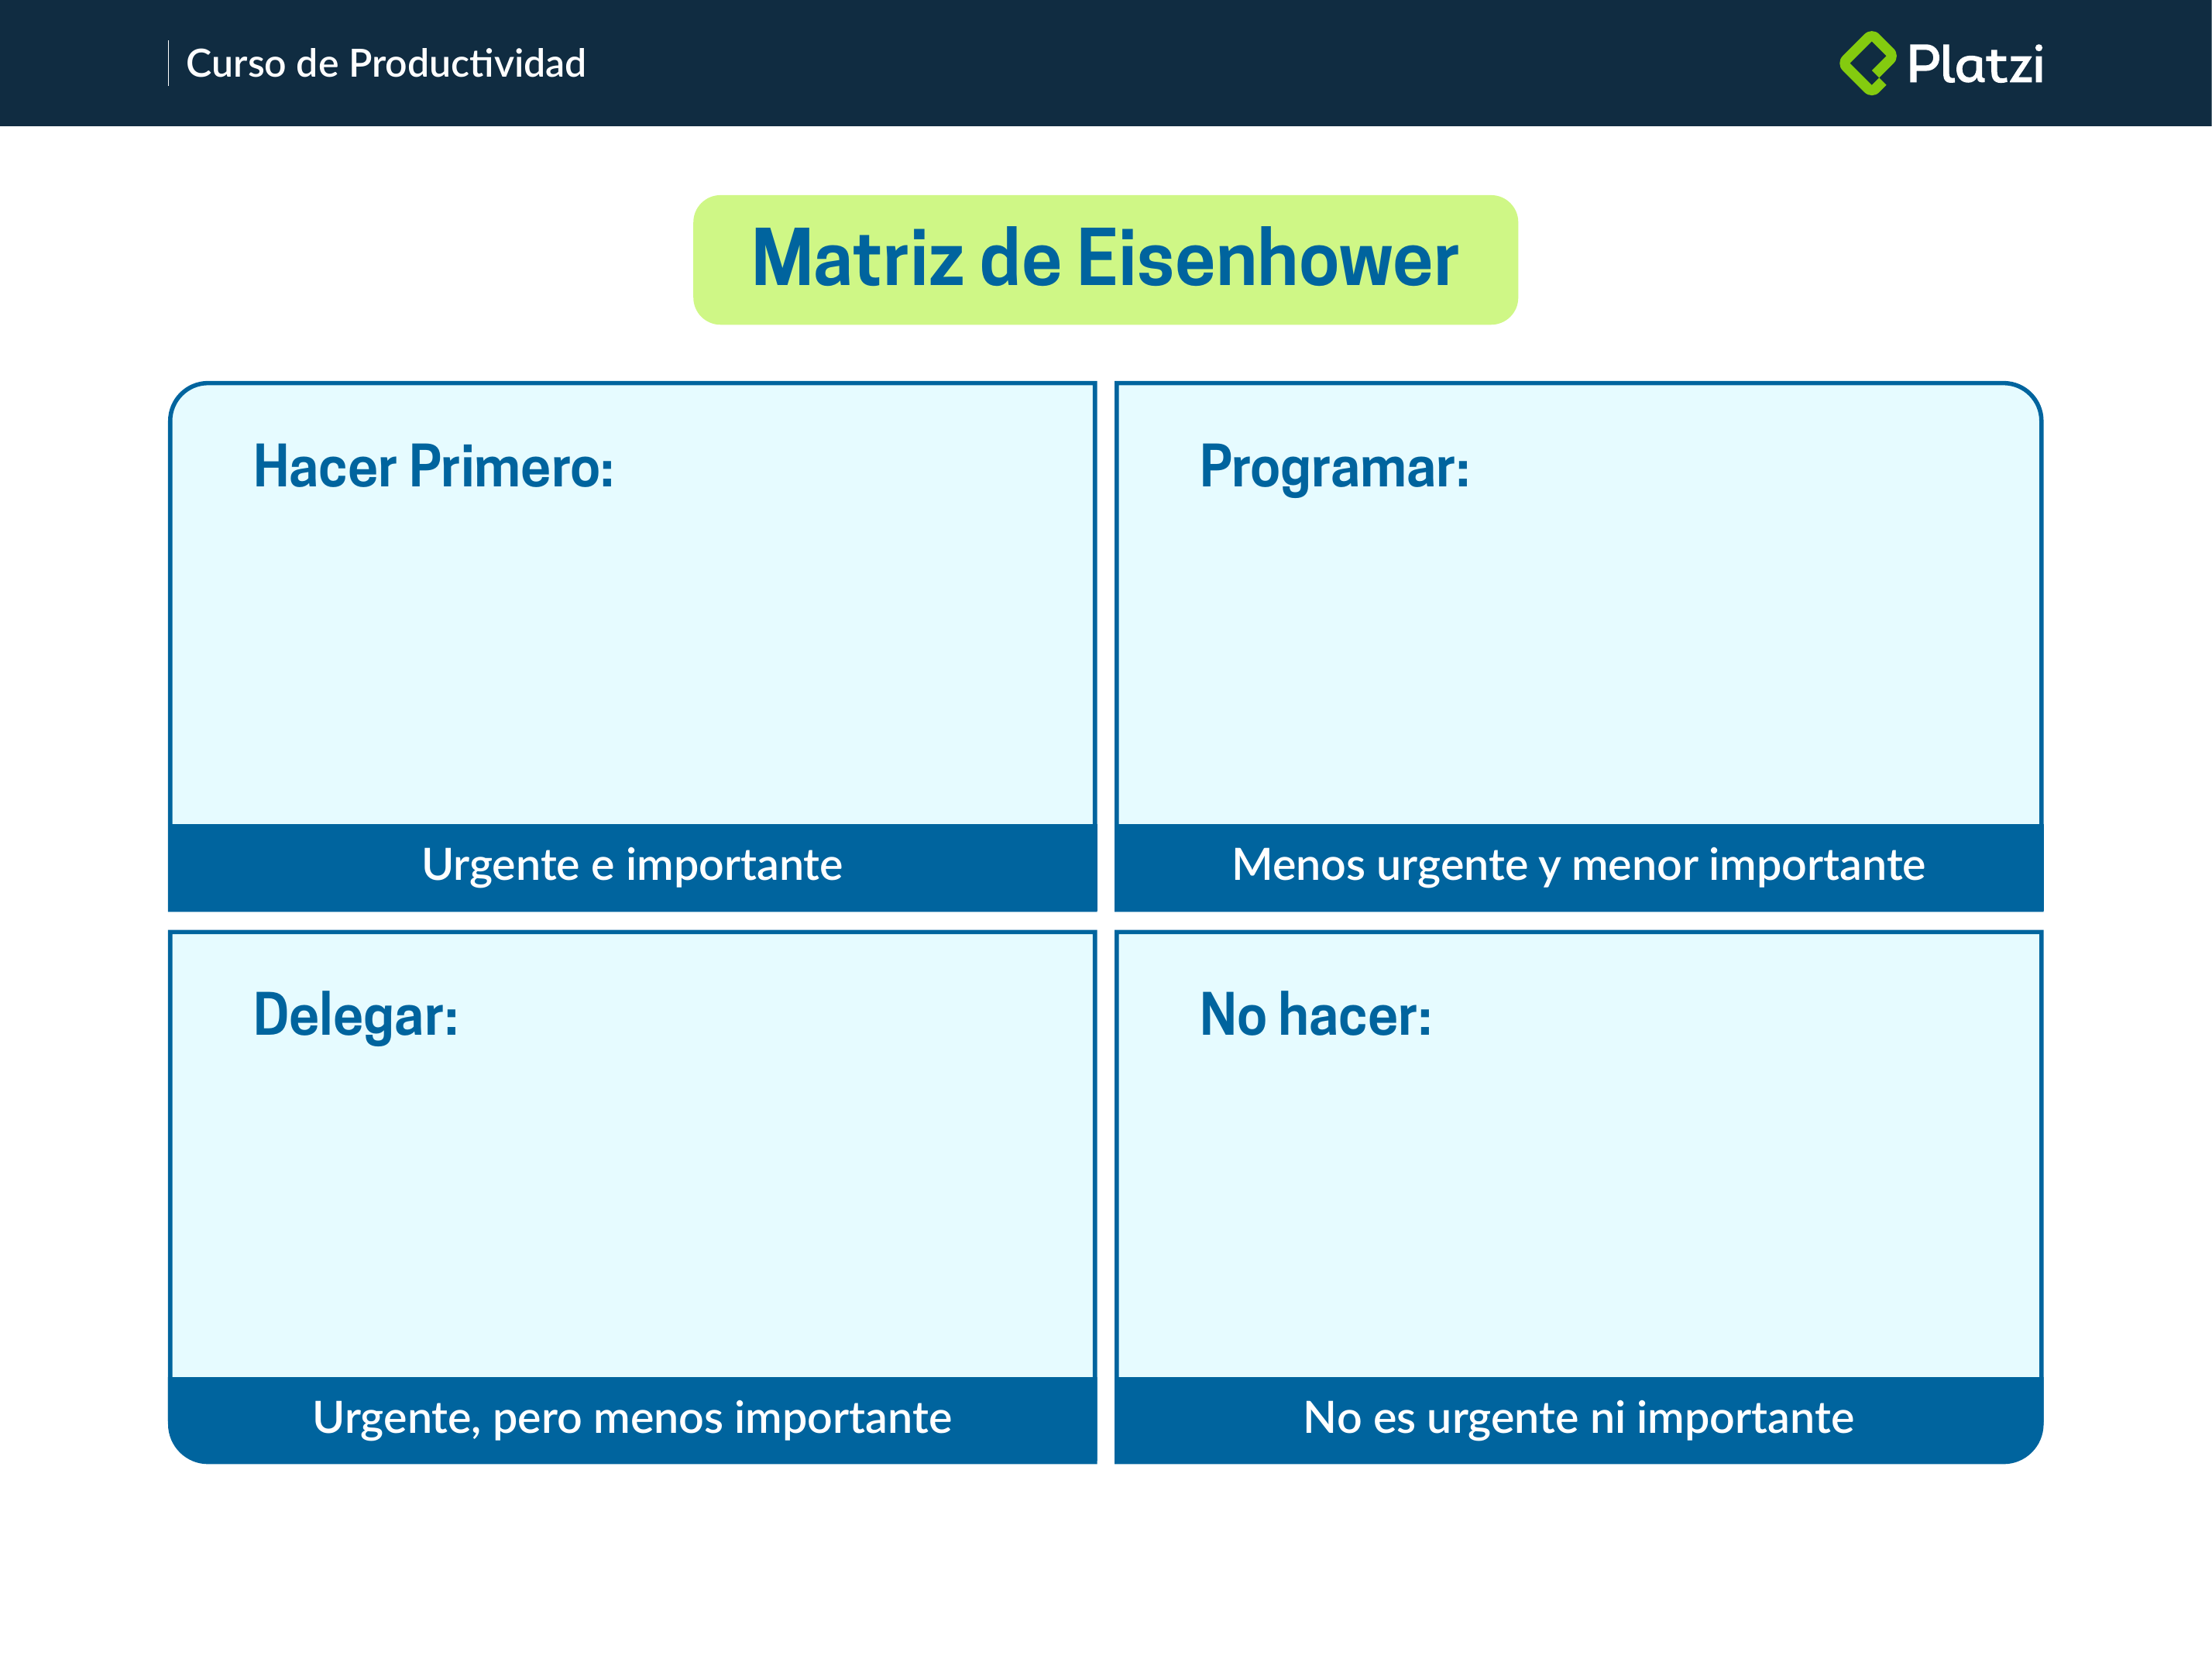 Curso de Productividad
Platzi
Matriz de Eisenhower
Hacer Primero:
Programar:
Urgente e importante
Menos urgente y menor importante
Delegar:
No hacer:
Urgente, pero menos importante
No es urgente ni importante